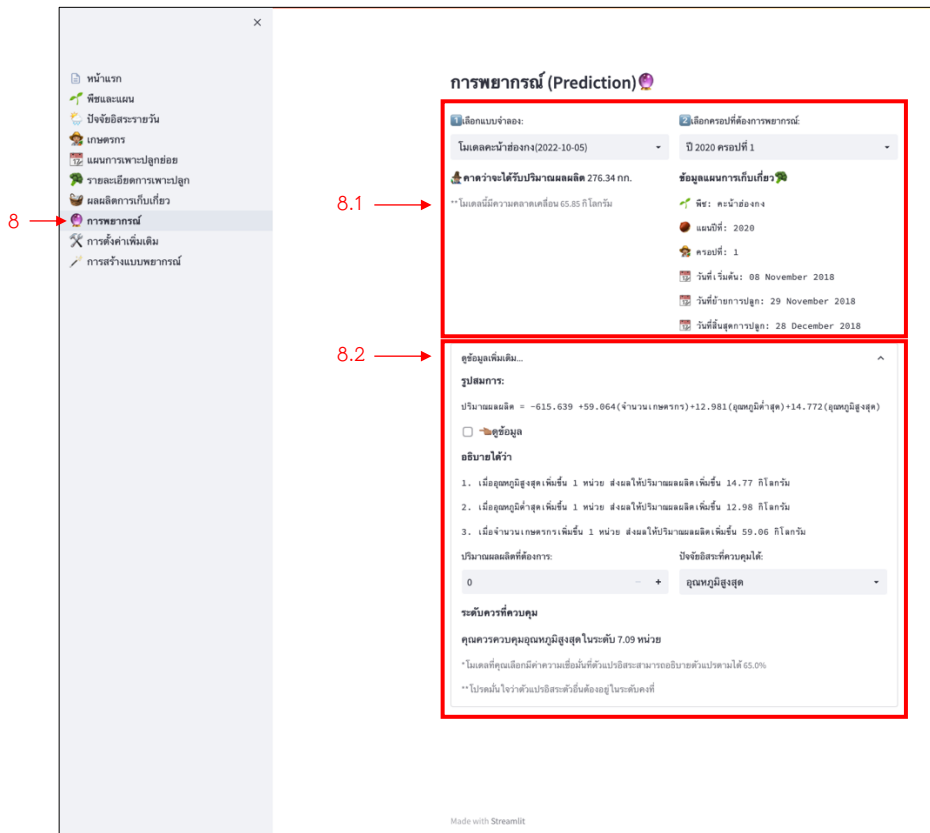 ×
หน้าแรก
พืชและแผน
ปัจจัยอิสระรายวัน
เกษตรกร
แผนการเพาะปลูกย่อย
รายละเอียดการเพาะปลูก
ผลผลิตการเก็บเกี่ยว
8
การพยากรณ์
การตั้งค่าเพิ่มเติม
การสร้างแบบพยากรณ์
การพยากรณ์ (Prediction)
1เลือกแบบจำลอง:
โมเดลคะน้าฮ่องกง(2022-10-05)
คาดว่าจะได้รับปริมาณผลผลิต 276.34 กก.
8.1
**โมเดลนี้มีความคลาดเคลื่อน 65.85 กิโลกรัม
2เลือกครอปที่ต้องการพยากรณ์:
ปี 2020 ครอปที่ 1
ข้อมูลแผนการเก็บเกี่ยว
พืช: คะน้าฮ่องกง
แผนปีที่: 2020
ครอปที่: 1
วันที่เริ่มต้น: 08 November 2018
วันที่ย้ายการปลูก: 29 November 2018
วันที่สิ้นสุดการปลูก: 28 December 2018
8.2
ดูข้อมูลเพิ่มเติม...
รูปสมการ:
ปริมาณผลผลิต = -615.639 +59.064(จำนวนเกษตรกร)+12.981(อุณหภูมิต่ำสุด)+14.772(อุณหภูมิสูงสุด)
ดูข้อมูล
อธิบายได้ว่า
1. เมื่ออุณหภูมิสูงสุดเพิ่มขึ้น 1 หน่วย ส่งผลให้ปริมาณผลผลิตเพิ่มขึ้น 14.77 กิโลกรัม
2. เมื่ออุณหภูมิต่ำสุดเพิ่มขึ้น 1 หน่วย ส่งผลให้ปริมาณผลผลิตเพิ่มขึ้น 12.98 กิโลกรัม
3. เมื่อจำนวนเกษตรกรเพิ่มขึ้น 1 หน่วย ส่งผลให้ปริมาณผลผลิตเพิ่มขึ้น 59.06 กิโลกรัม
ปริมาณผลผลิตที่ต้องการ:
0 − +
ปัจจัยอิสระที่ควบคุมได้:
อุณหภูมิสูงสุด
ระดับควรที่ควบคุม
คุณควรควบคุมอุณหภูมิสูงสุดในระดับ 7.09 หน่วย
*โมเดลที่คุณเลือกมีค่าความเชื่อมั่นที่ตัวแปรอิสระสามารถอธิบายตัวแปรตามได้ 65.0%
**โปรดมั่นใจว่าตัวแปรอิสระตัวอื่นต้องอยู่ในระดับคงที่
Made with Streamlit